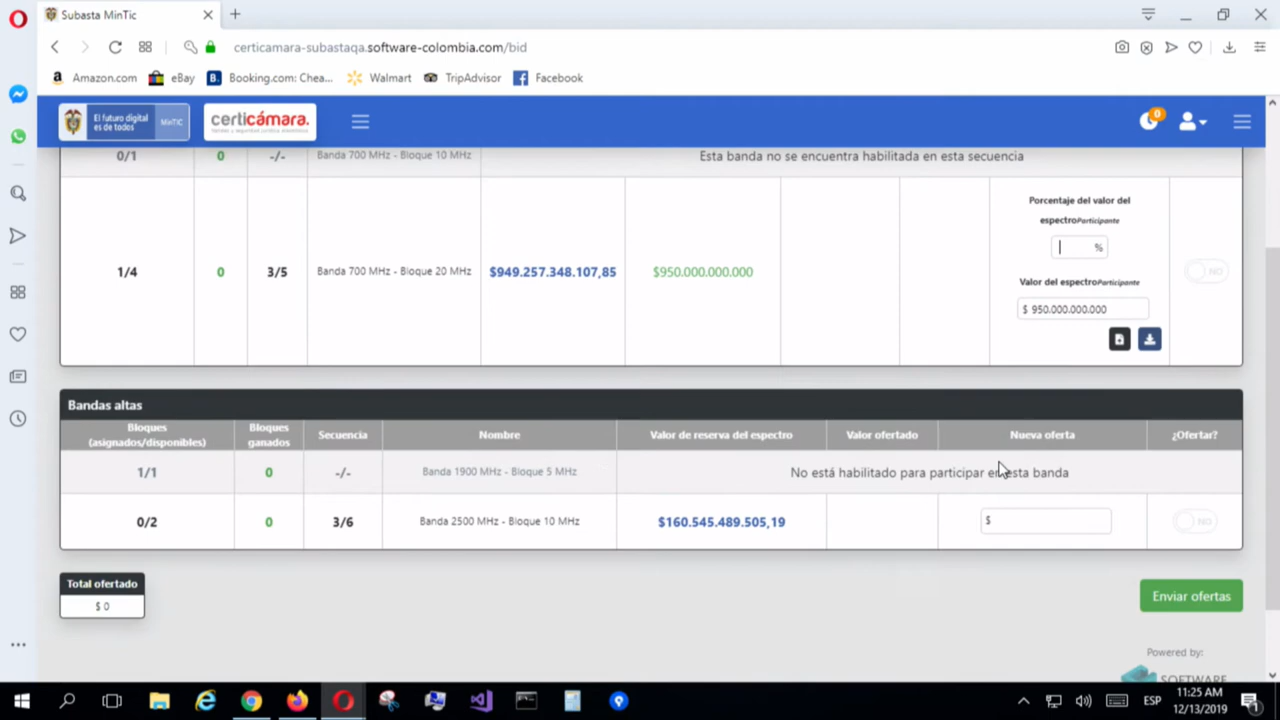 Subasta MinTic
certicamara-subastaqa.software-colombia.com/bid
Amazon.com
eBay
Booking.com: Chea...
Walmart
TripAdvisor
Facebook
El futuro digital
es de todos
MinTIC
certicámara.
0
0/1
0
-/-
Banda 700 MHz - Bloque 10 MHz
Esta banda no se encuentra habilitada en esta secuencia
1/4
0
3/5
Banda 700 MHz - Bloque 20 MHz
$949.257.348.107,85
$950.000.000.000
Porcentaje del valor del
espectroParticipante
%
Valor del espectroParticipante
$ 950.000.000.000
NO
Bandas altas
Bloques
(asignados/disponibles)
Bloques
ganados
Secuencia
Nombre
Valor de reserva del espectro
Valor ofertado
Nueva oferta
¿Ofertar?
1/1
0
-/-
Banda 1900 MHz - Bloque 5 MHz
No está habilitado para participar en esta banda
0/2
0
3/6
Banda 2500 MHz - Bloque 10 MHz
$160.545.489.505,19
$
NO
Total ofertado
$ 0
Enviar ofertas
Powered by:
SOFTWARE
ESP
11:25 AM
12/13/2019
1